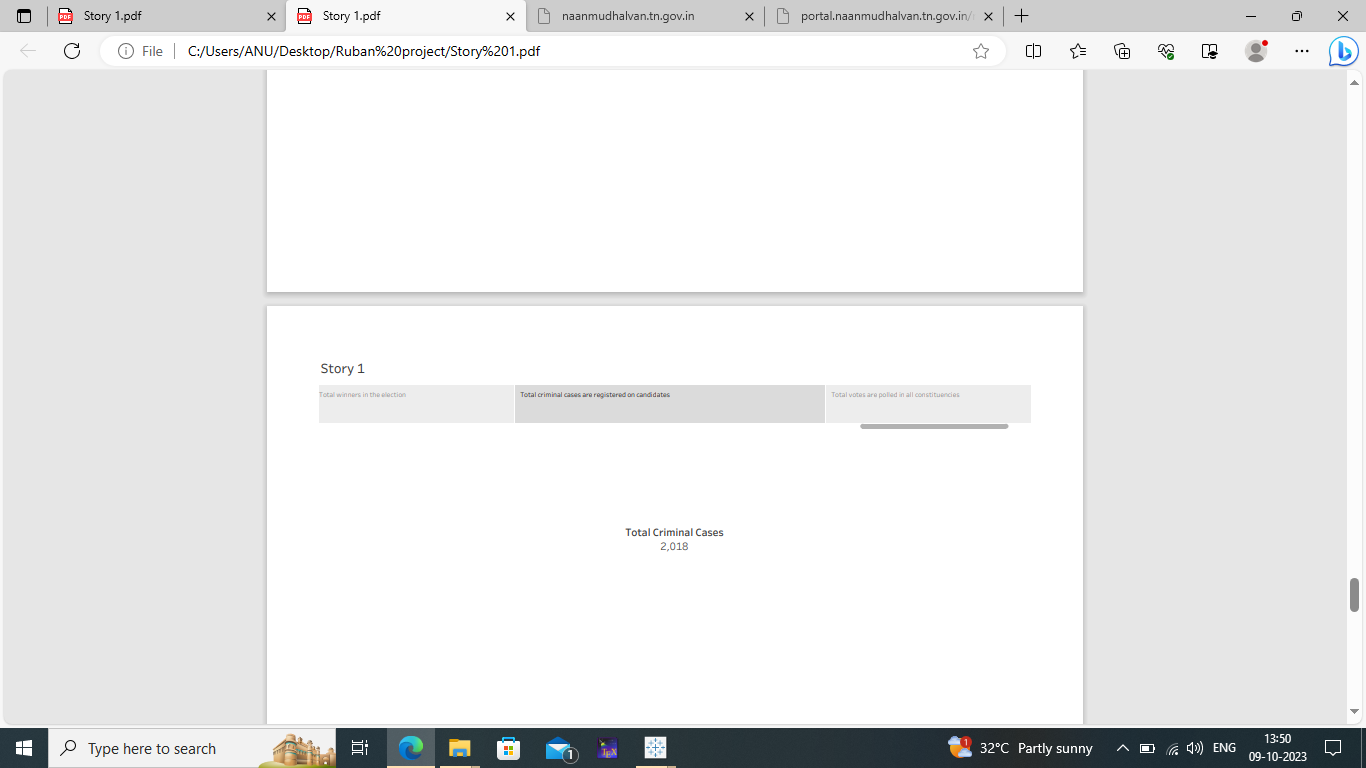 Story 1.pdf
Story 1.pdf
naanmudhalvan.tn.gov.in
portal.naanmudhalvan.tn.gov.in/
File
C:/Users/ANU/Desktop/Ruban%20project/Story%201.pdf
Story 1
Total winners in the election
Total criminal cases are registered on candidates
Total votes are polled in all constituencies
Total Criminal Cases
2,018
Type here to search
1
TEX
1
32°C Partly sunny
ENG
13:50
09-10-2023